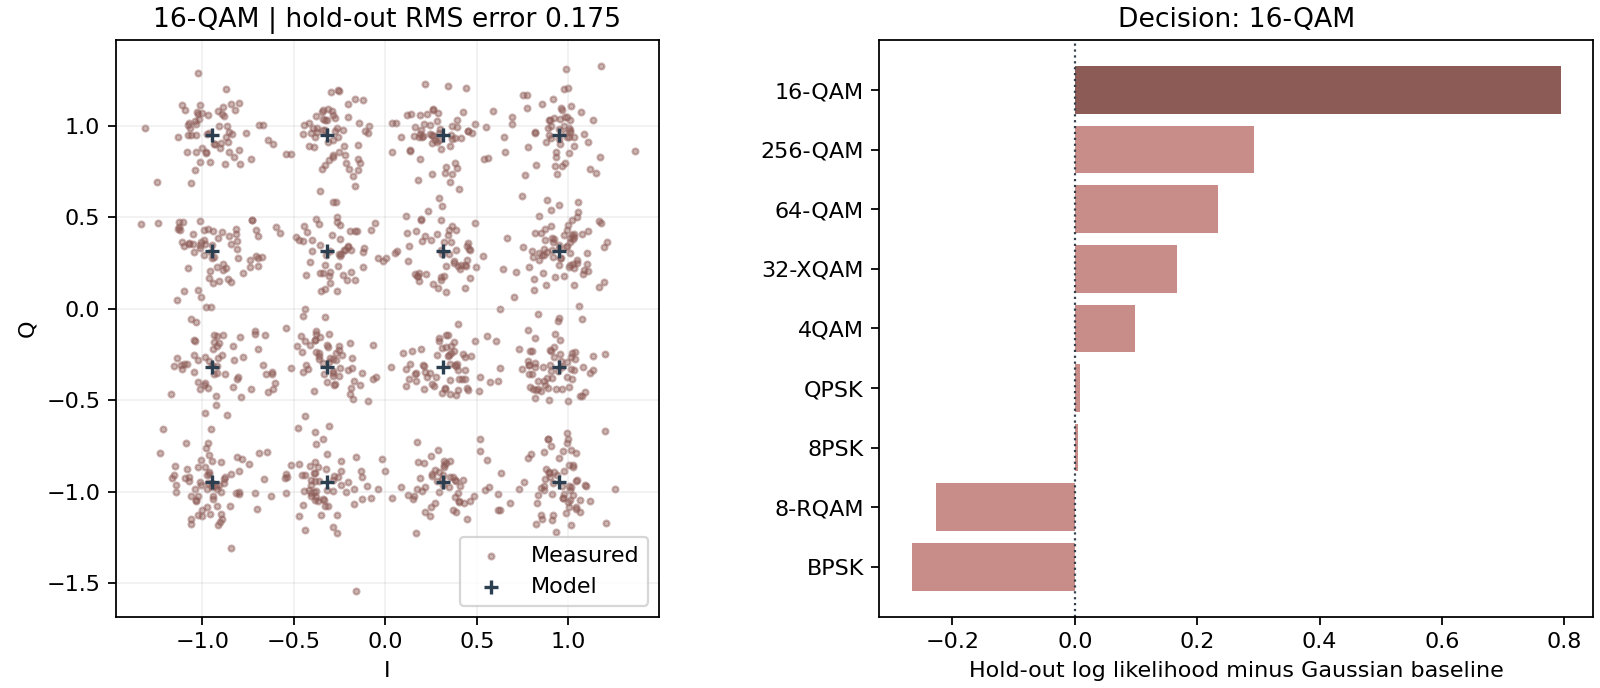 16-QAM | hold-out RMS error 0.175
Q
1.0
0.5
0.0
−0.5
−1.0
−1.5
−1.0
−0.5
0.0
0.5
1.0
I
Measured
Model
Decision: 16-QAM
16-QAM
256-QAM
64-QAM
32-XQAM
4QAM
QPSK
8PSK
8-RQAM
BPSK
−0.2
0.0
0.2
0.4
0.6
0.8
Hold-out log likelihood minus Gaussian baseline